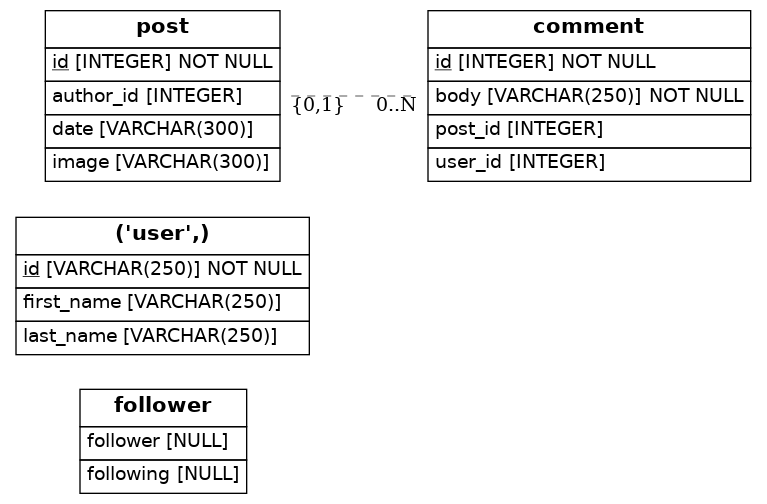 post
id [INTEGER] NOT NULL
author_id [INTEGER]
date [VARCHAR(300)]
image [VARCHAR(300)]
{0,1} 0..N
comment
id [INTEGER] NOT NULL
body [VARCHAR(250)] NOT NULL
post_id [INTEGER]
user_id [INTEGER]
('user',)
id [VARCHAR(250)] NOT NULL
first_name [VARCHAR(250)]
last_name [VARCHAR(250)]
follower
follower [NULL]
following [NULL]